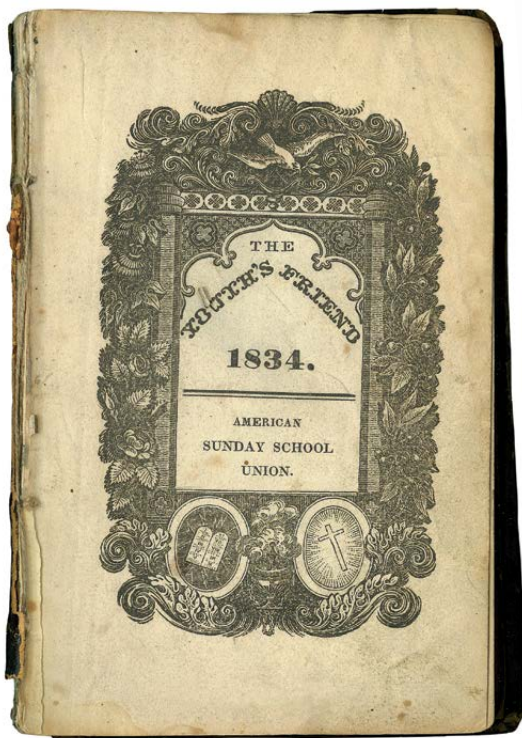 THE
YOUTH'S FRIEND
1834.
AMERICAN
SUNDAY SCHOOL
UNION.